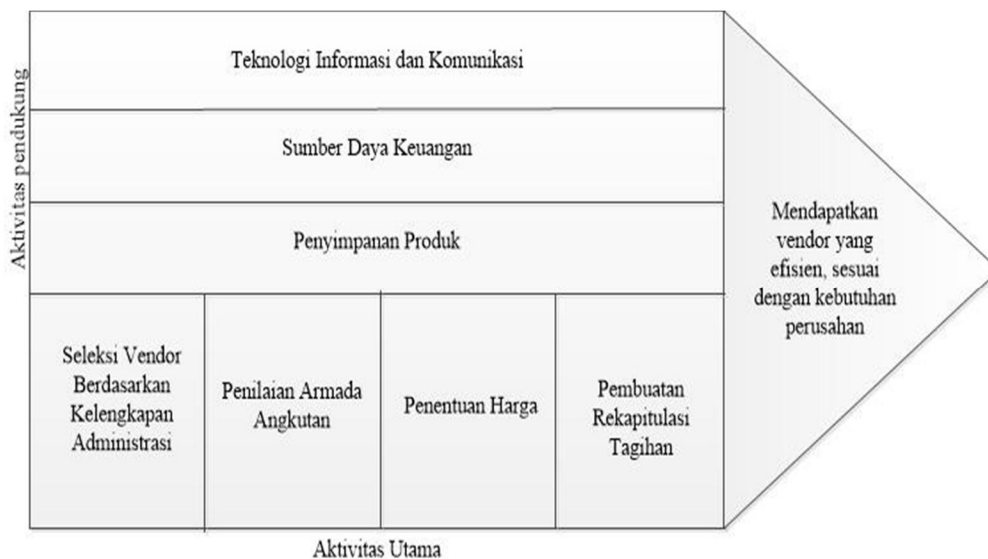 Aktivitas pendukung
Teknologi Informasi dan Komunikasi
Sumber Daya Keuangan
Penyimpanan Produk
Seleksi Vendor
Berdasarkan
Kelengkapan
Administrasi
Penilaian Armada
Angkutan
Penentuan Harga
Pembuatan
Rekapitulasi
Tagihan
Mendapatkan
vendor yang
efisien, sesuai
dengan kebutuhan
perusahan
Aktivitas Utama